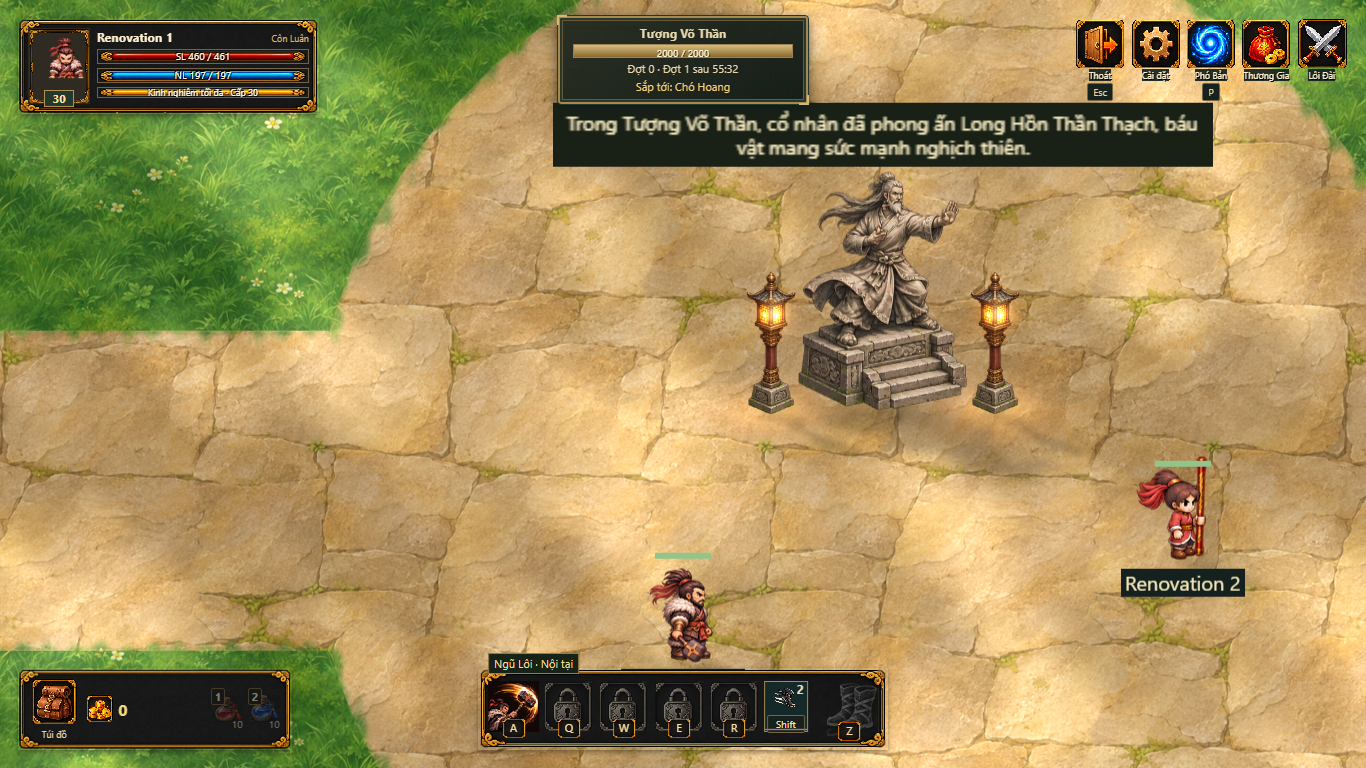 Renovation 1
Côn Luân
SL 460 / 461
NL 197 / 197
Kinh nghiệm tối đa - Cấp 30
30
Tượng Võ Thần
2000 / 2000
Đợt 0 · Đợt 1 sau 55:32
Sắp tới: Chó Hoang
Thoát
Cài đặt
Phó Bản
Thương Gia
Lôi Đài
Esc
P
Trong Tượng Võ Thần, cổ nhân đã phong ấn Long Hồn Thần Thạch, báu
vật mang sức mạnh nghịch thiên.
Renovation 2
Ngũ Lôi · Nội tại
Túi đồ
0
1
10
2
10
A
Q
W
E
R
2
Shift
Z